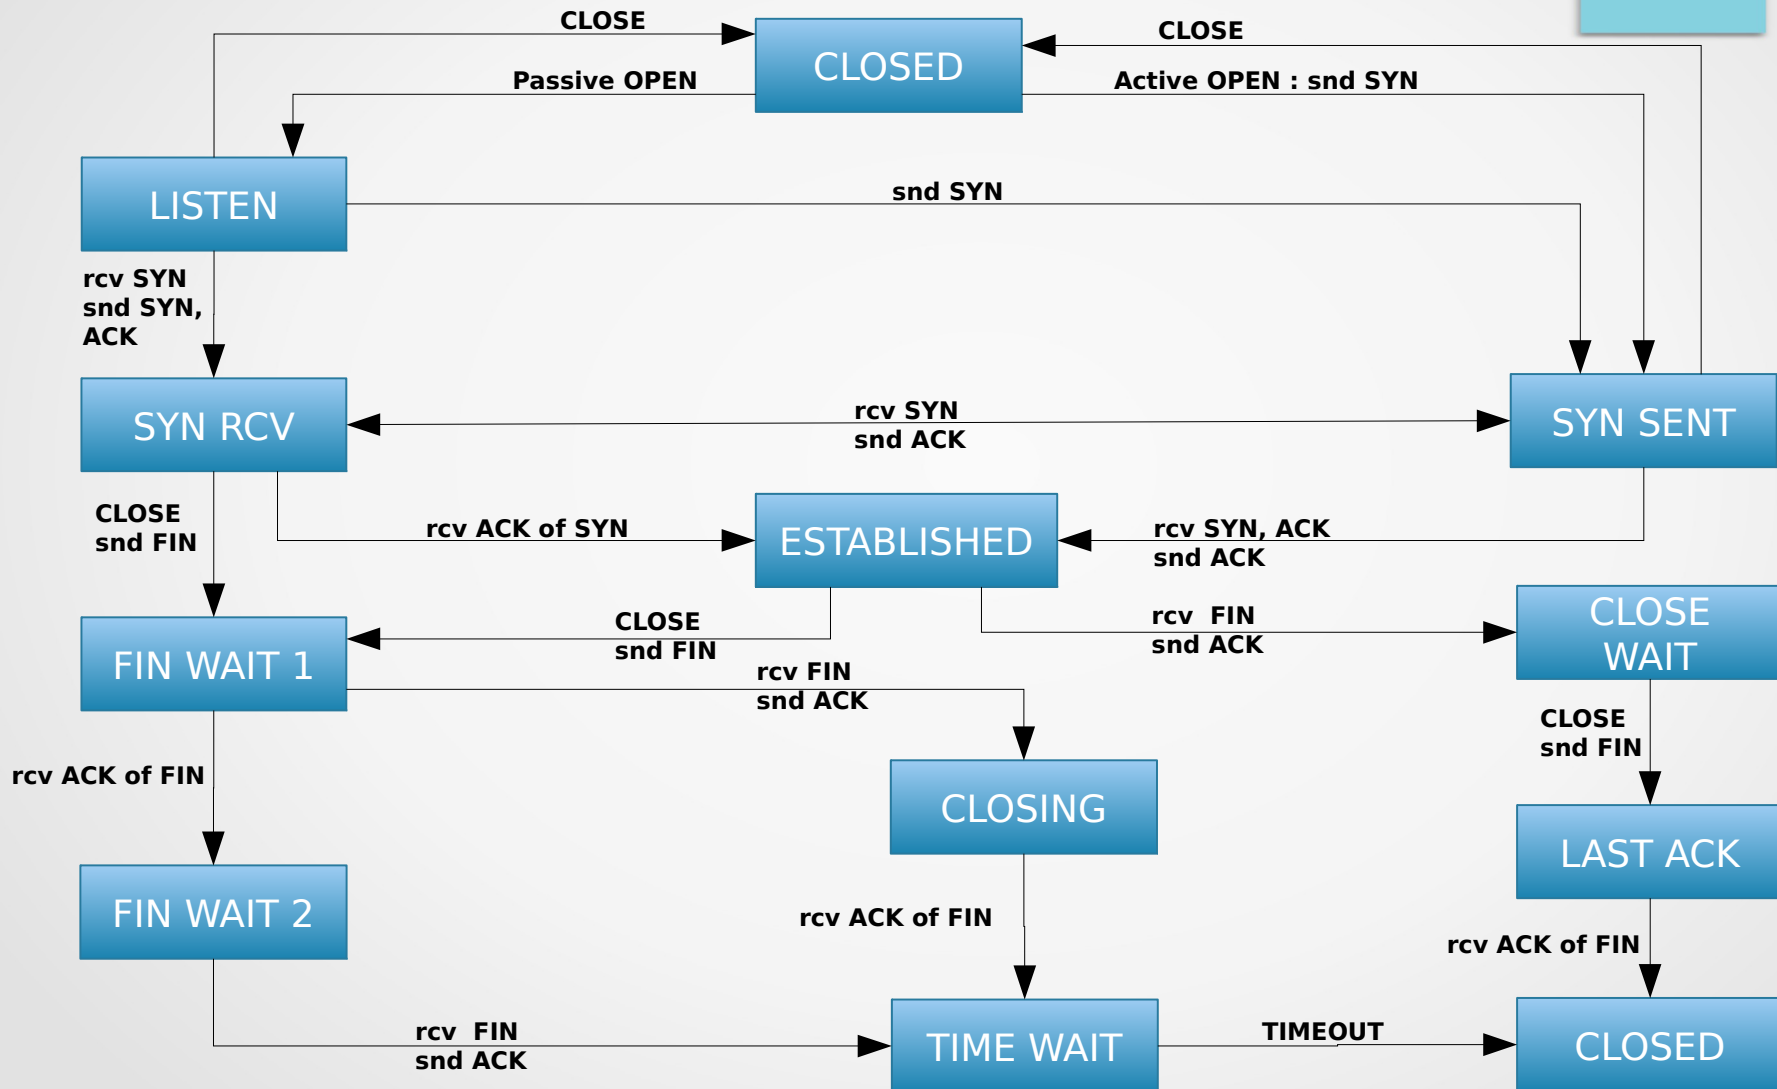 CLOSE
CLOSED
CLOSE
Passive OPEN
Active OPEN : snd SYN
LISTEN
snd SYN
rcv SYN
snd SYN,
ACK
SYN RCV
rcv SYN
snd ACK
SYN SENT
CLOSE
snd FIN
rcv ACK of SYN
ESTABLISHED
rcv SYN, ACK
snd ACK
CLOSE
snd FIN
rcv  FIN
snd ACK
CLOSE
WAIT
FIN WAIT 1
rcv FIN
snd ACK
CLOSE
snd FIN
rcv ACK of FIN
CLOSING
LAST ACK
FIN WAIT 2
rcv ACK of FIN
rcv ACK of FIN
rcv  FIN
snd ACK
TIME WAIT
TIMEOUT
CLOSED